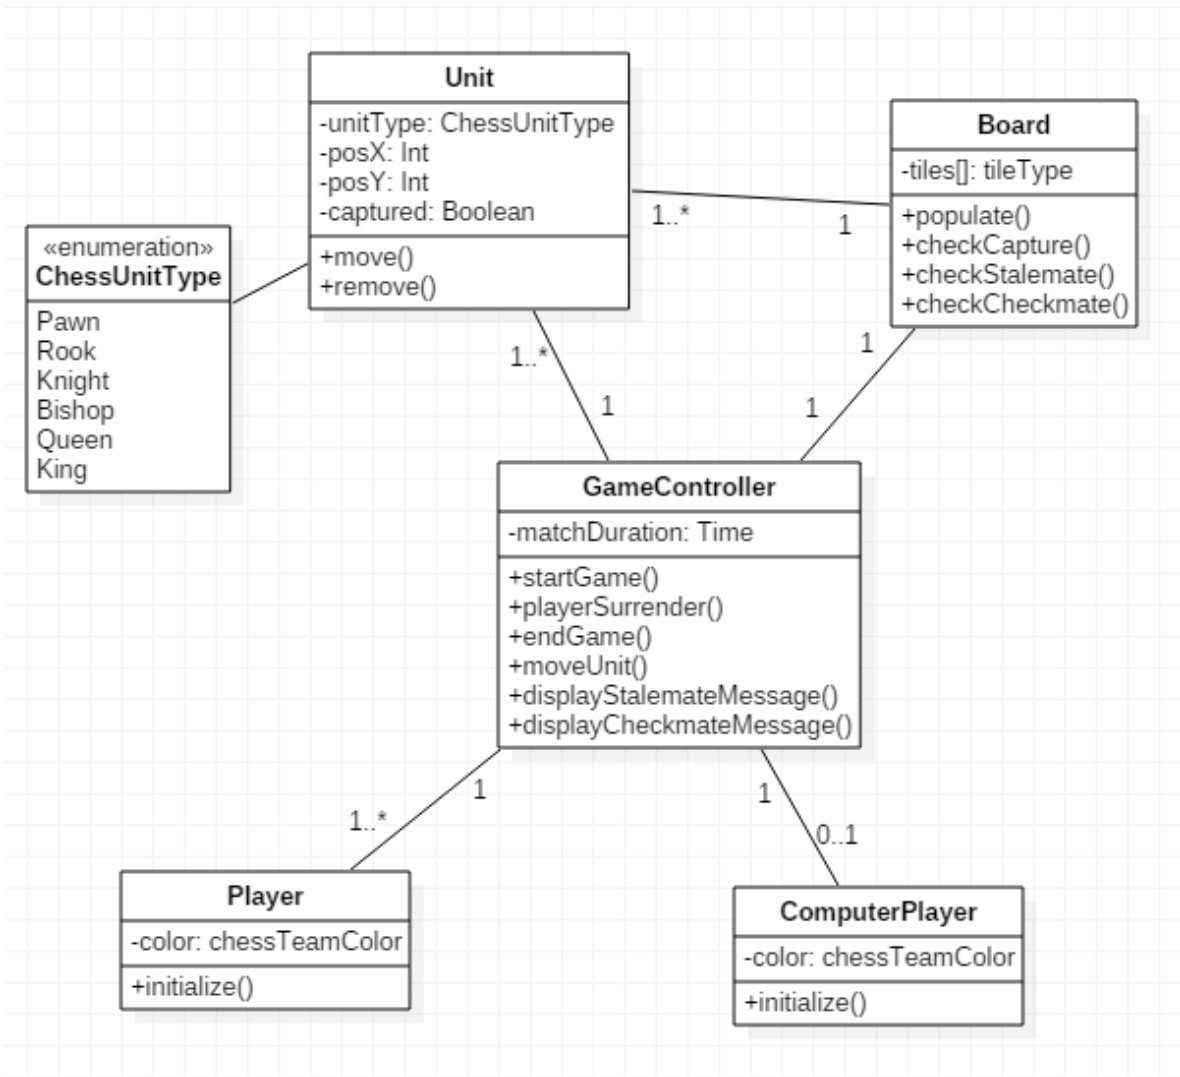 Unit
-unitType: ChessUnitType
-posX: Int
-posY: Int
-captured: Boolean
+move()
+remove()
Board
-tiles[]: tileType
+populate()
+checkCapture()
+checkStalemate()
+checkCheckmate()
1..*
1
«enumeration»
ChessUnitType
Pawn
Rook
Knight
Bishop
Queen
King
1..*
1
1
1
GameController
-matchDuration: Time
+startGame()
+playerSurrender()
+endGame()
+moveUnit()
+displayStalemateMessage()
+displayCheckmateMessage()
1
1..*
1
0..1
Player
-color: chessTeamColor
+initialize()
ComputerPlayer
-color: chessTeamColor
+initialize()